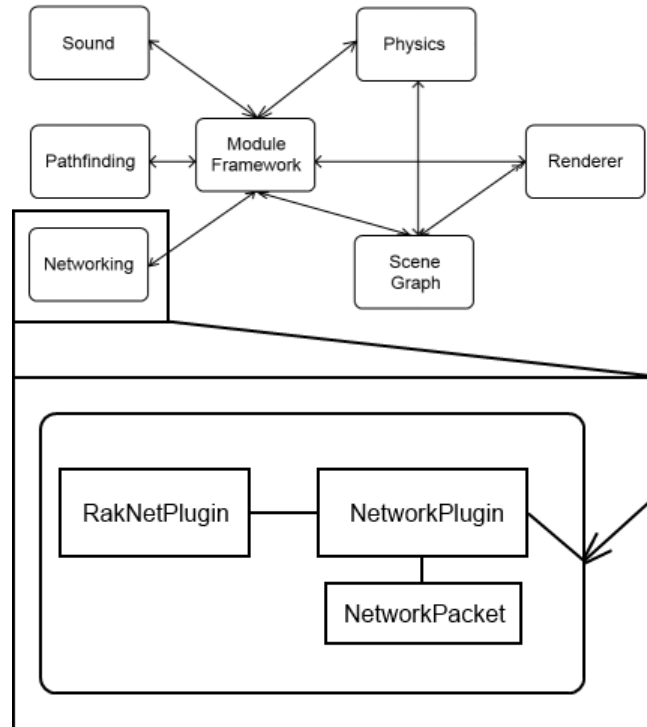 Sound
Physics
Pathfinding
Module
Framework
Renderer
Networking
Scene
Graph
RakNetPlugin
NetworkPlugin
NetworkPacket